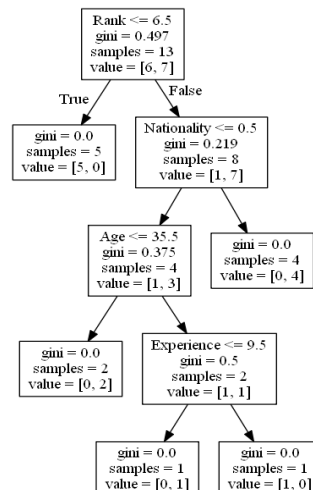 Rank <= 6.5
gini = 0.497
samples = 13
value = [6, 7]
True
False
gini = 0.0
samples = 5
value = [5, 0]
Nationality <= 0.5
gini = 0.219
samples = 8
value = [1, 7]
Age <= 35.5
gini = 0.375
samples = 4
value = [1, 3]
gini = 0.0
samples = 4
value = [0, 4]
gini = 0.0
samples = 2
value = [0, 2]
Experience <= 9.5
gini = 0.5
samples = 2
value = [1, 1]
gini = 0.0
samples = 1
value = [0, 1]
gini = 0.0
samples = 1
value = [1, 0]